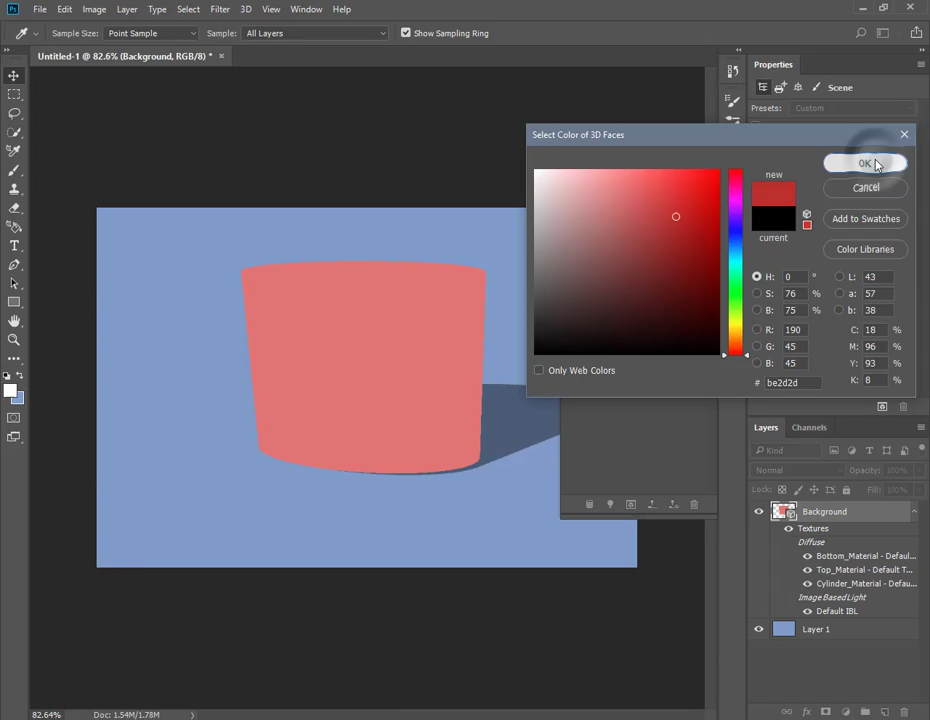 Ps File Edit Image Layer Type Select Filter 3D View Window Help
Sample Size: Point Sample Sample: All Layers Show Sampling Ring
Untitled-1 @ 82.6% (Background, RGB/8) * ×
Properties
Scene
Presets: Custom
Select Color of 3D Faces
OK
new
Cancel
Add to Swatches
current
Color Libraries
H: 0 ° L: 43
S: 76 % a: 57
B: 75 % b: 38
R: 190 C: 18 %
G: 45 M: 96 %
B: 45 Y: 93 %
# be2d2d K: 8 %
Only Web Colors
Layers Channels
Kind
Normal Opacity: 100%
Lock: Fill: 100%
Background
Textures
Diffuse
Bottom_Material - Defaul...
Top_Material - Default T...
Cylinder_Material - Defau...
Image Based Light
Default IBL
Layer 1
82.64% Doc: 1.54M/1.78M
fx